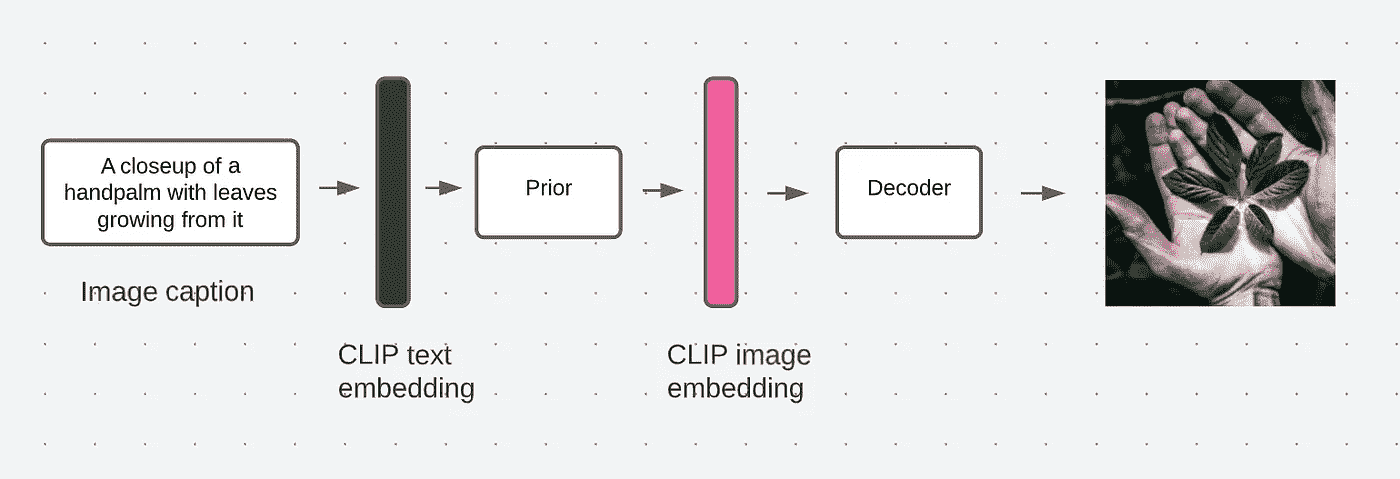 A closeup of a
handpalm with leaves
growing from it
Image caption
CLIP text
embedding
Prior
CLIP image
embedding
Decoder